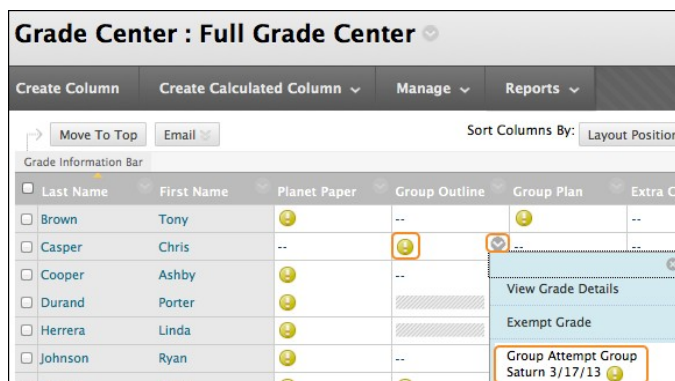 Grade Center : Full Grade Center
Create Column Create Calculated Column Manage Reports
Move To Top Email Sort Columns By: Layout Position
Grade Information Bar
Last Name First Name Planet Paper Group Outline Group Plan Extra C
Brown Tony -- --
Casper Chris -- -- --
Cooper Ashby --
View Grade Details
Durand Porter
Exempt Grade
Herrera Linda
Johnson Ryan --
Group Attempt Group
Saturn 3/17/13